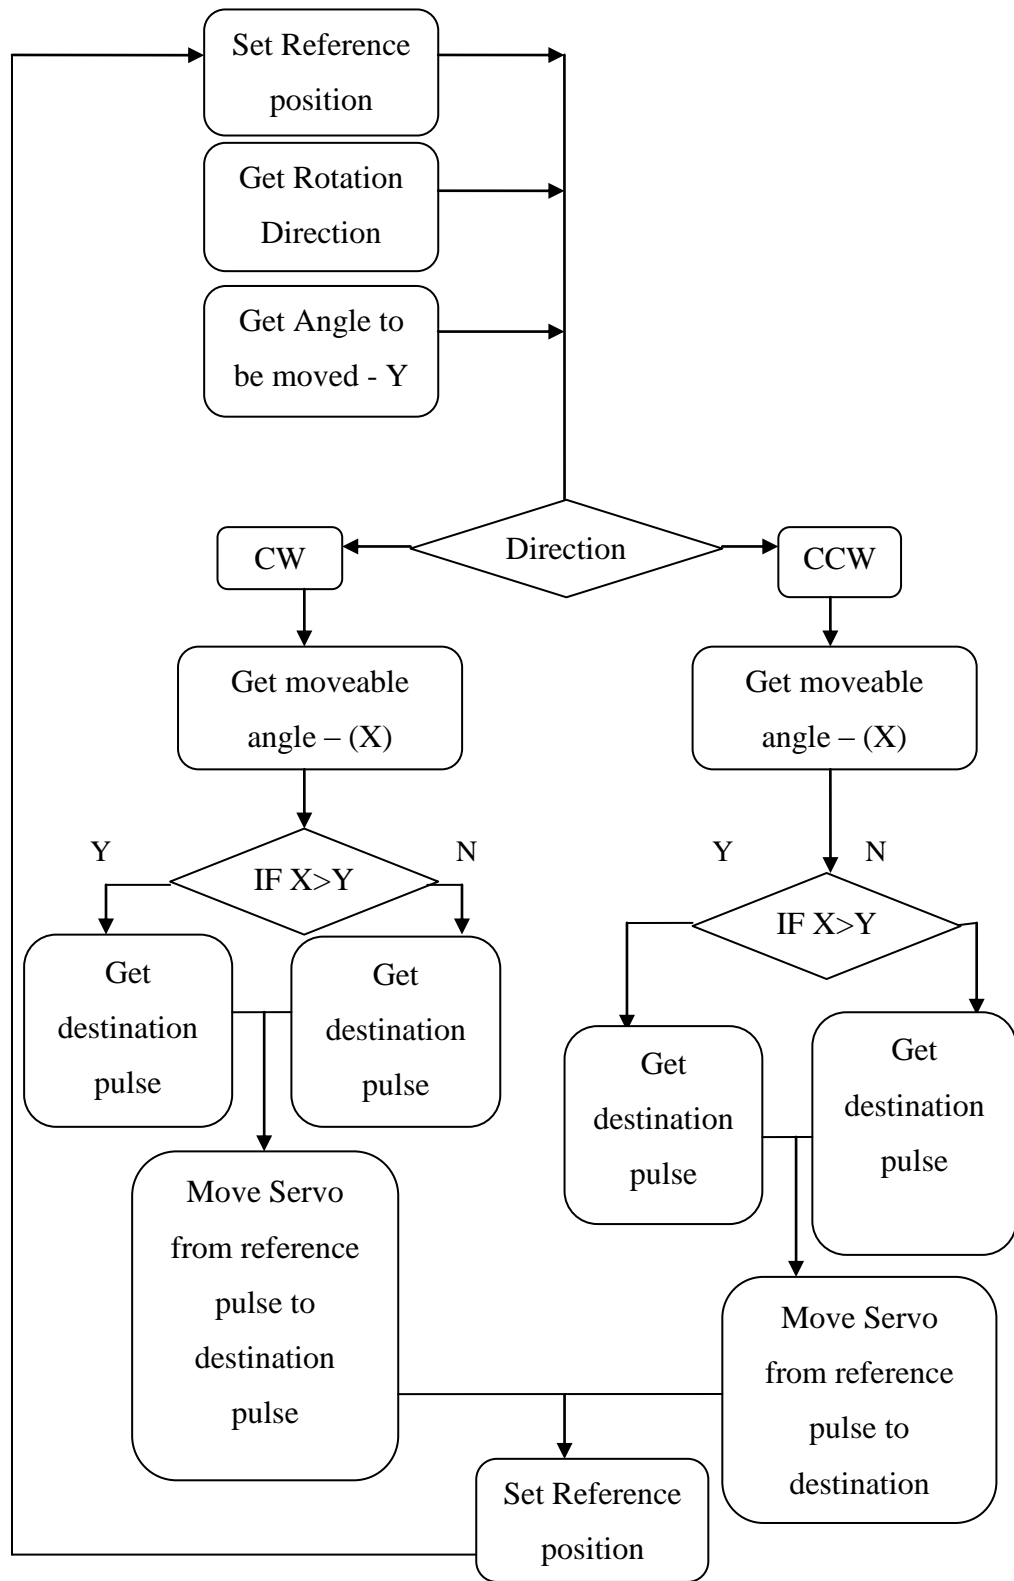 Set Reference
position
Get Rotation
Direction
Get Angle to
be moved - Y
Direction
CW
CCW
Get moveable
angle – (X)
Get moveable
angle – (X)
Y
N
IF X>Y
Y
N
IF X>Y
Get
destination
pulse
Get
destination
pulse
Get
destination
pulse
Get
destination
pulse
Move Servo
from reference
pulse to
destination
pulse
Move Servo
from reference
pulse to
destination
Set Reference
position